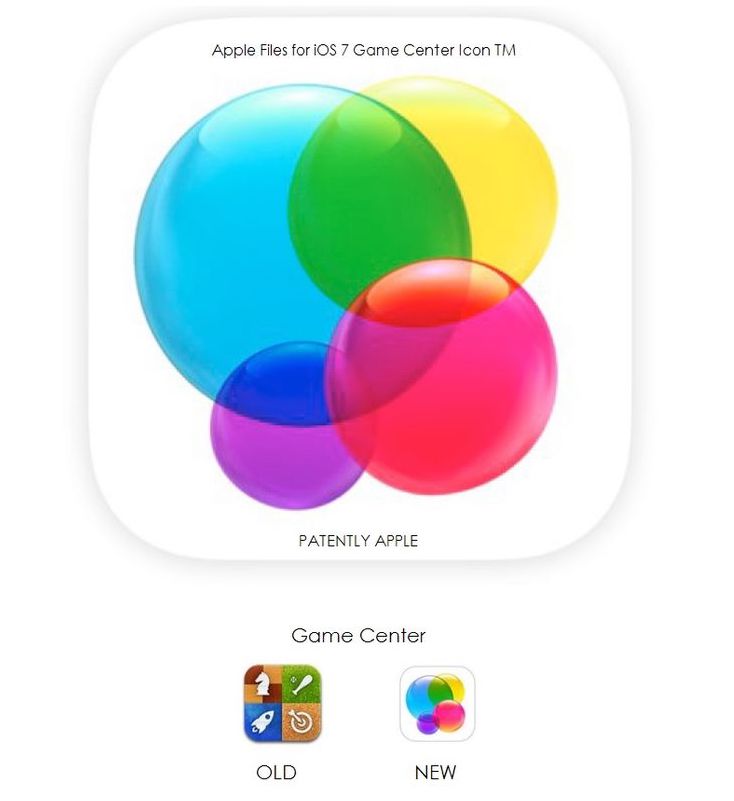 Apple Files for iOS 7 Game Center Icon TM
PATENTLY APPLE
Game Center
OLD
NEW